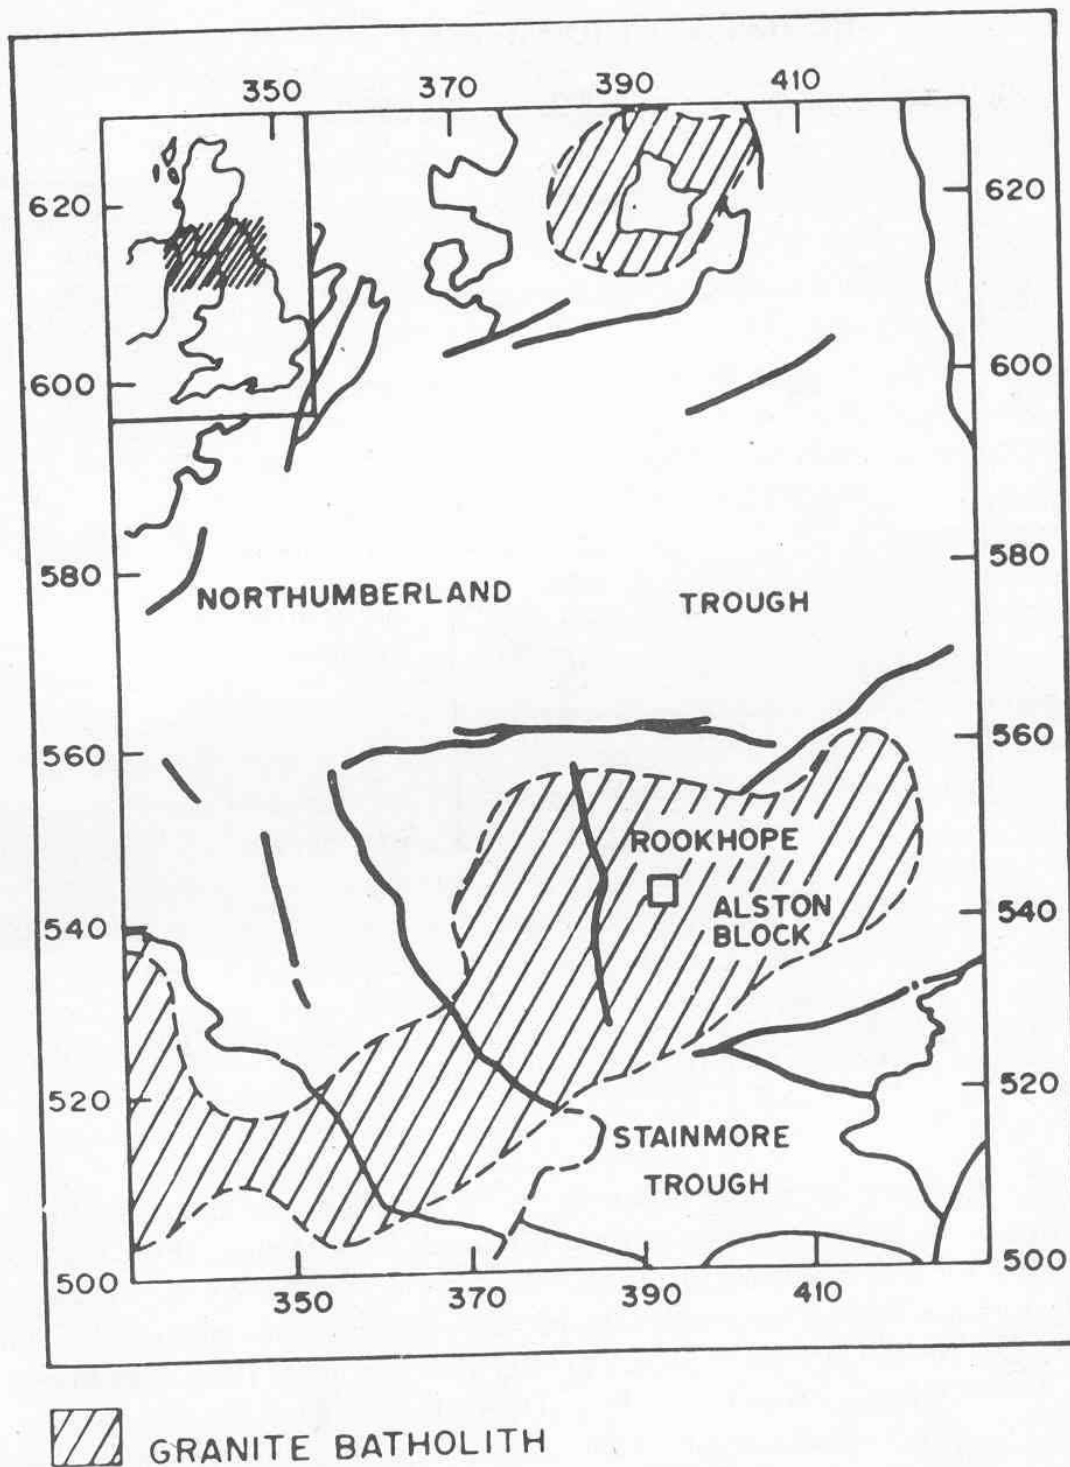 350 370 390 410
620 620
600 600
580 580
NORTHUMBERLAND TROUGH
560 560
ROOKHOPE
ALSTON
BLOCK
540 540
520 520
STAINMORE
TROUGH
500 500
350 370 390 410
GRANITE BATHOLITH